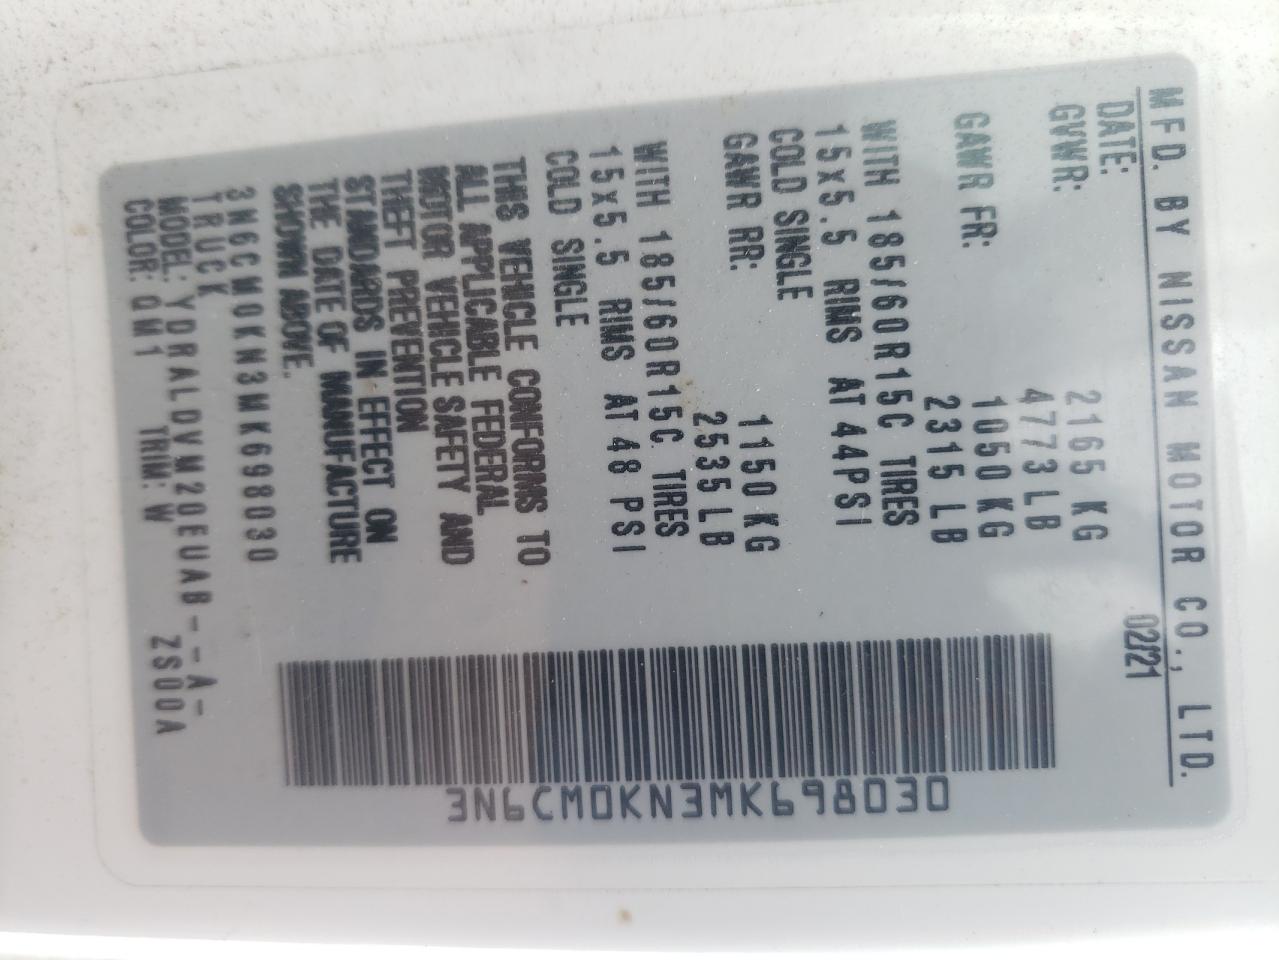 MFD. BY NISSAN MOTOR CO., LTD.
DATE: 02/21
GVWR: 2165 KG
4773 LB
GAWR FR: 1050 KG
2315 LB
WITH 185/60R15C TIRES
15x5.5 RIMS AT 44PSI
COLD SINGLE
GAWR RR: 1150 KG
2535 LB
WITH 185/60R15C TIRES
15x5.5 RIMS AT 48 PSI
COLD SINGLE
THIS VEHICLE CONFORMS TO
ALL APPLICABLE FEDERAL
MOTOR VEHICLE SAFETY AND
THEFT PREVENTION
STANDARDS IN EFFECT ON
THE DATE OF MANUFACTURE
SHOWN ABOVE.
3N6CM0KN3MK698030
TRUCK
MODEL: YDRALDVM20EUAB---A-
COLOR: QM1 TRIM: W ZS00A
3N6CM0KN3MK698030